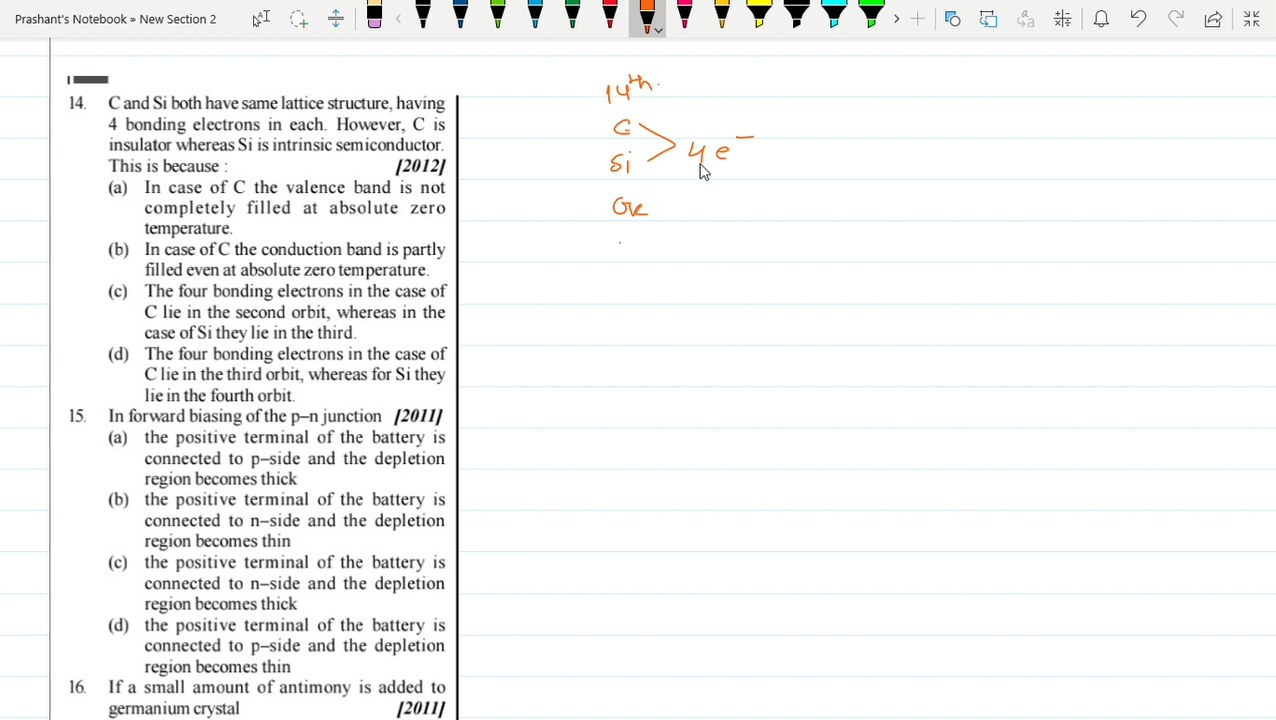 Prashant's Notebook » New Section 2
14. C and Si both have same lattice structure, having
4 bonding electrons in each. However, C is
insulator whereas Si is intrinsic semiconductor.
This is because : [2012]
(a) In case of C the valence band is not
completely filled at absolute zero
temperature.
(b) In case of C the conduction band is partly
filled even at absolute zero temperature.
(c) The four bonding electrons in the case of
C lie in the second orbit, whereas in the
case of Si they lie in the third.
(d) The four bonding electrons in the case of
C lie in the third orbit, whereas for Si they
lie in the fourth orbit.
15. In forward biasing of the p–n junction [2011]
(a) the positive terminal of the battery is
connected to p–side and the depletion
region becomes thick
(b) the positive terminal of the battery is
connected to n–side and the depletion
region becomes thin
(c) the positive terminal of the battery is
connected to n–side and the depletion
region becomes thick
(d) the positive terminal of the battery is
connected to p–side and the depletion
region becomes thin
16. If a small amount of antimony is added to
germanium crystal [2011]
14th
C
Si
4 e–
Ge